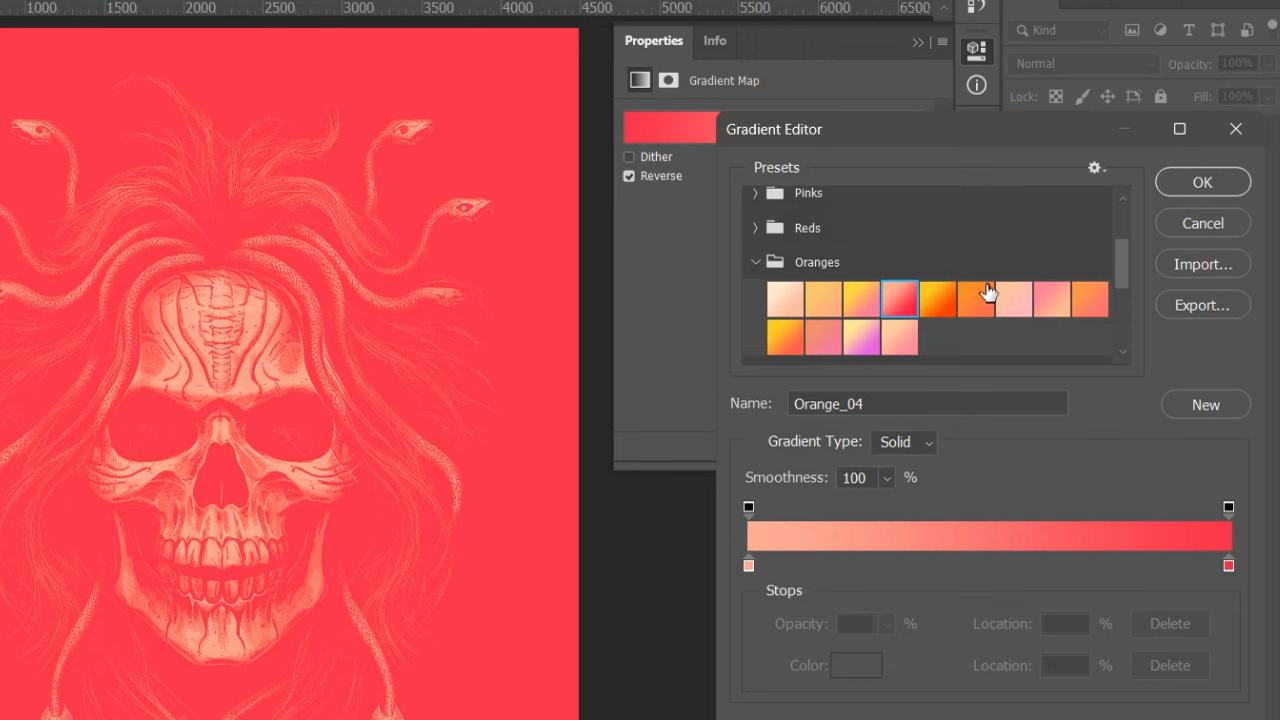 1000 1500 2000 2500 3000 3500 4000 4500 5000 5500 6000 6500
Properties Info
Gradient Map
Dither
Reverse
Kind
Normal Opacity: 100%
Lock: Fill: 100%
Gradient Editor
Presets
Pinks
Reds
Oranges
OK
Cancel
Import...
Export...
Name: Orange_04
New
Gradient Type: Solid
Smoothness: 100 %
Stops
Opacity: % Location: % Delete
Color: Location: % Delete